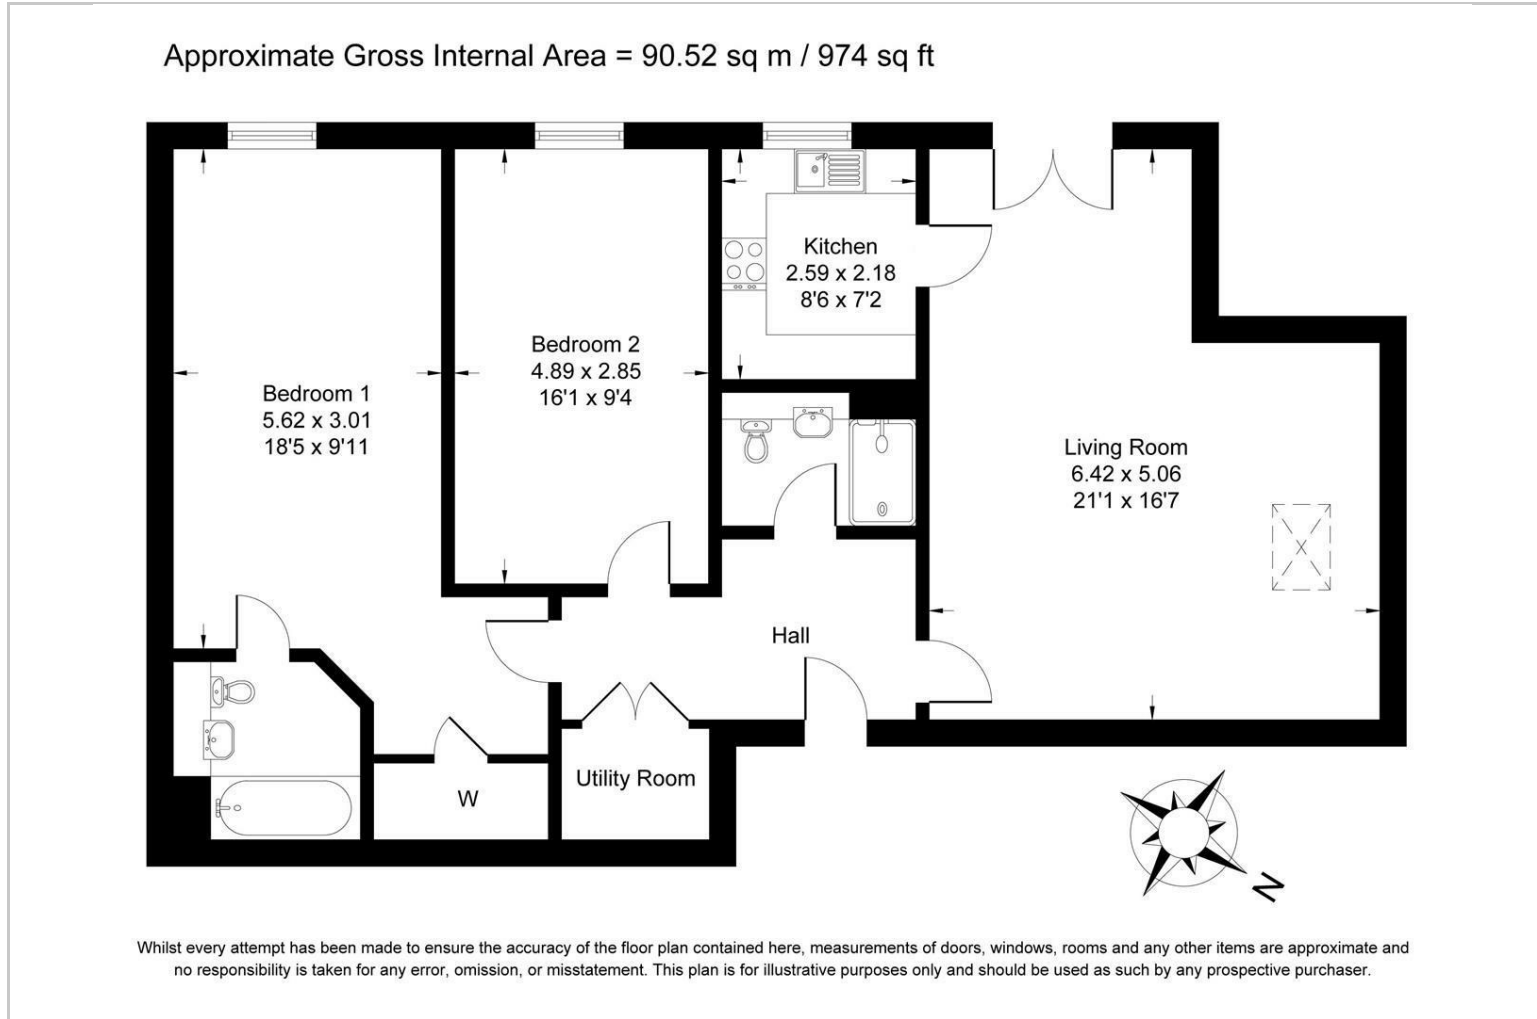 Approximate Gross Internal Area = 90.52 sq m / 974 sq ft
Kitchen
2.59 x 2.18
8'6 x 7'2
Bedroom 2
4.89 x 2.85
16'1 x 9'4
Bedroom 1
5.62 x 3.01
18'5 x 9'11
Living Room
6.42 x 5.06
21'1 x 16'7
Hall
Utility Room
W
N
Whilst every attempt has been made to ensure the accuracy of the floor plan contained here, measurements of doors, windows, rooms and any other items are approximate and
no responsibility is taken for any error, omission, or misstatement. This plan is for illustrative purposes only and should be used as such by any prospective purchaser.